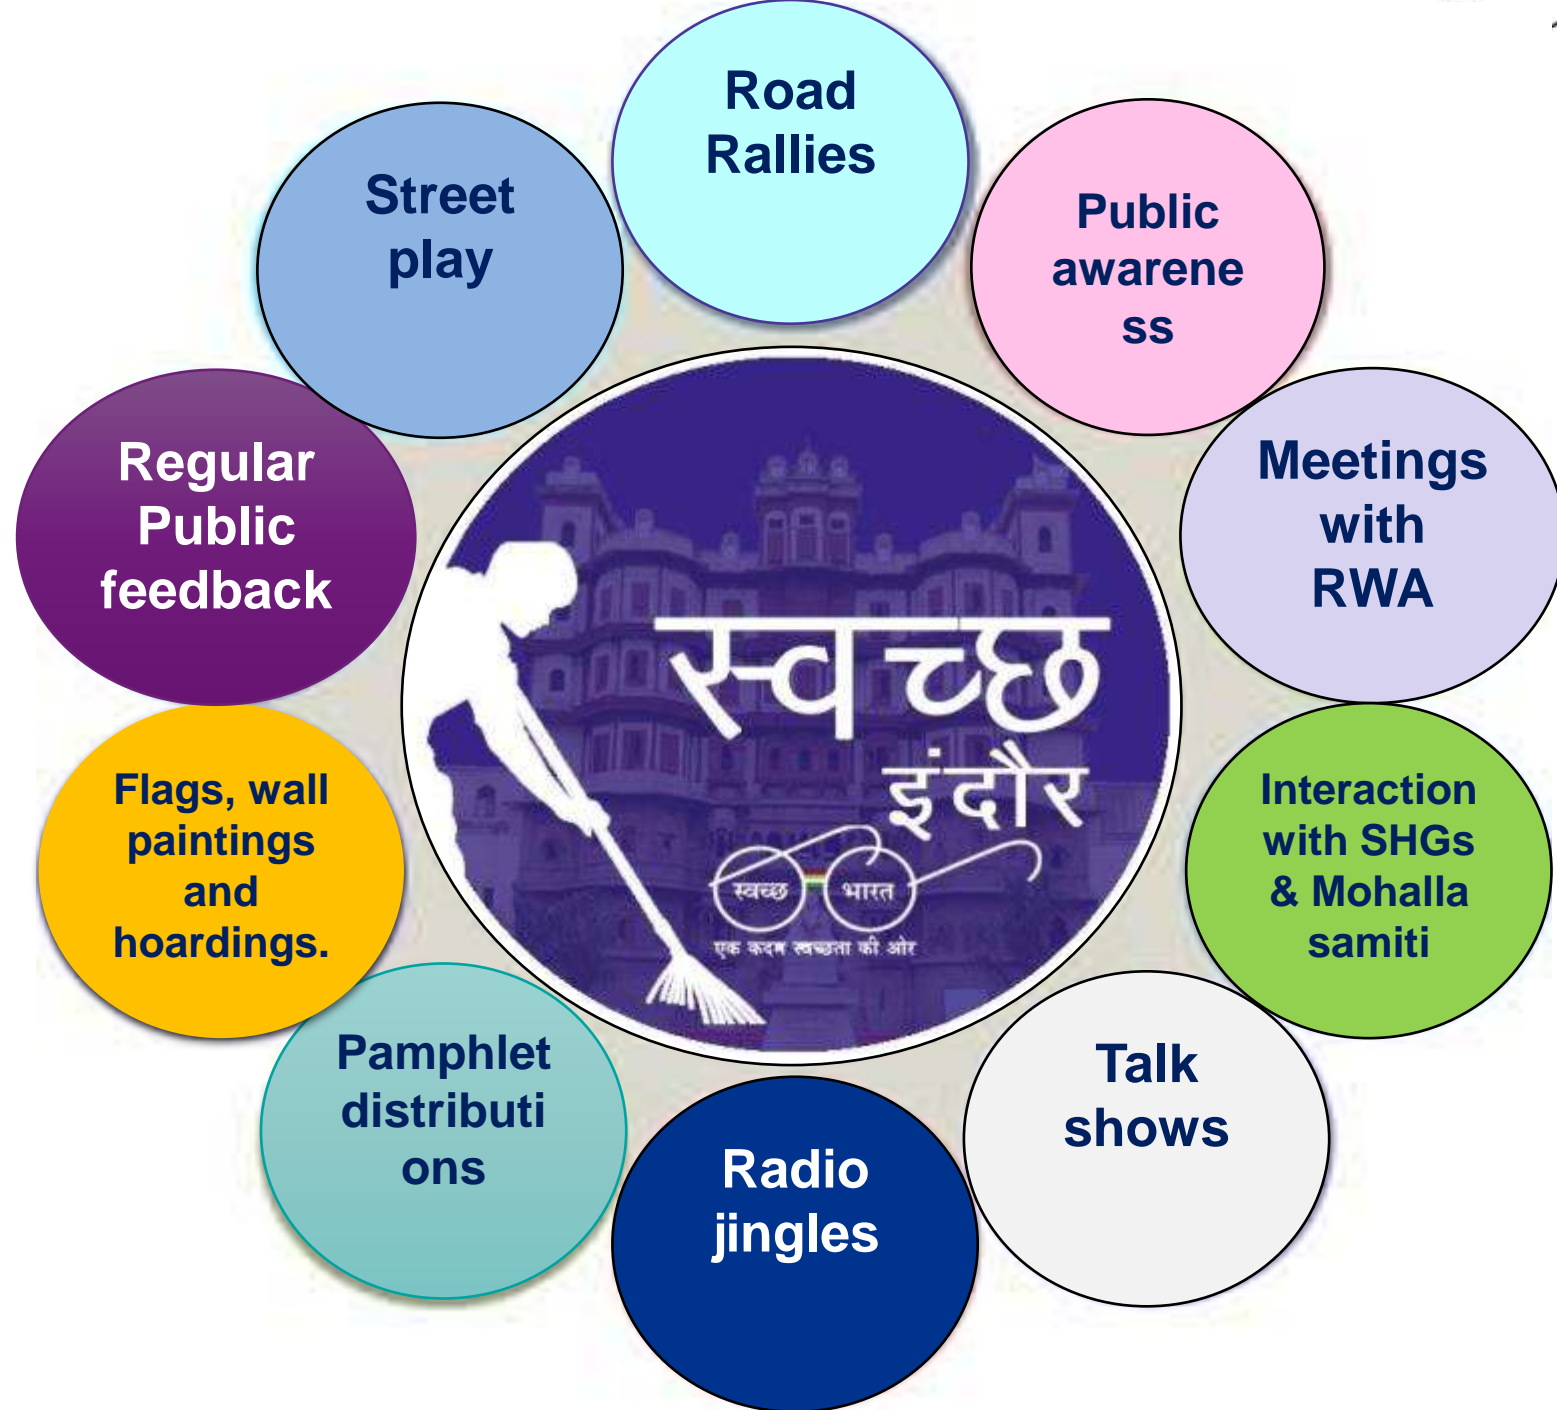 Road
Rallies
Public
awarene
ss
Meetings
with
RWA
Interaction
with SHGs
& Mohalla
samiti
Talk
shows
Radio
jingles
Pamphlet
distributi
ons
Flags, wall
paintings
and
hoardings.
Regular
Public
feedback
Street
play
स्वच्छ
इंदौर
स्वच्छ भारत
एक कदम स्वच्छता की ओर